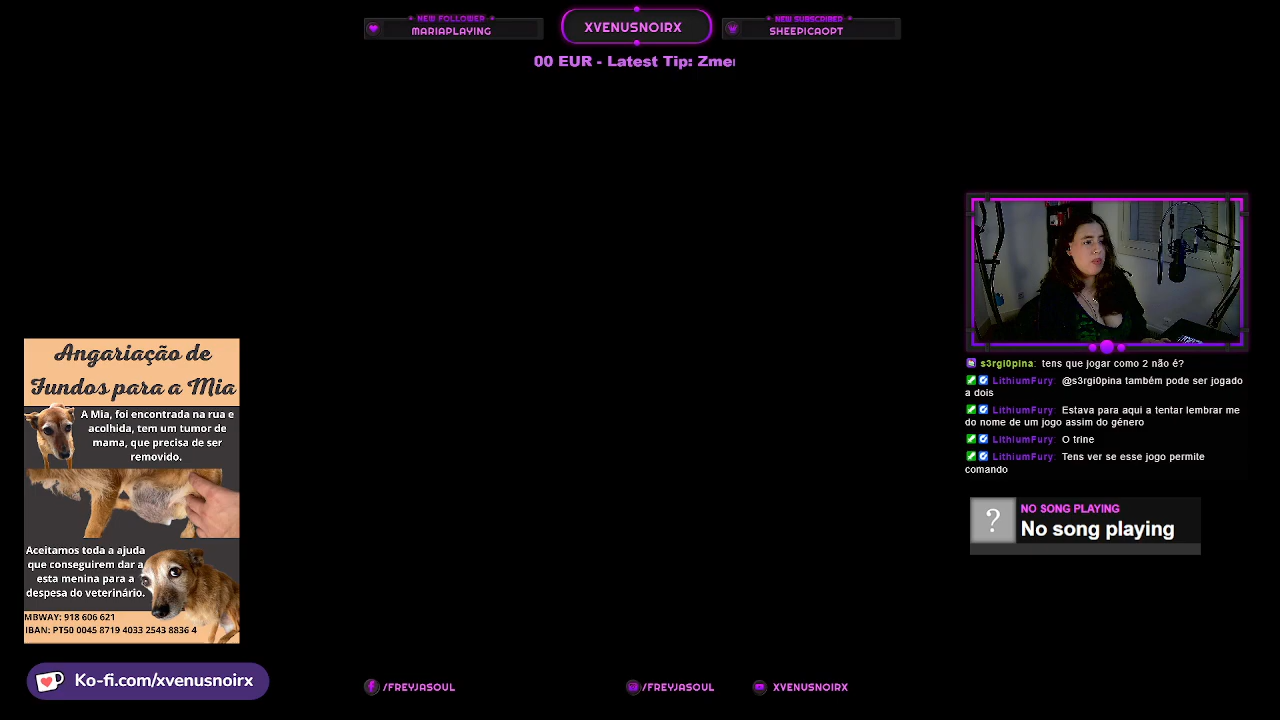 NEW FOLLOWER
MARIAPLAYING
XVENUSNOIRX
NEW SUBSCRIBER
SHEEPICAOPT
00 EUR - Latest Tip: Zme
Angariação de
Fundos para a Mia
A Mia, foi encontrada na rua e
acolhida, tem um tumor de
mama, que precisa de ser
removido.
Aceitamos toda a ajuda
que conseguirem dar a
esta menina para a
despesa do veterinário.
MBWAY: 918 606 621
IBAN: PT50 0045 8719 4033 2543 8836 4
Ko-fi.com/xvenusnoirx
s3rgi0pina: tens que jogar como 2 não é?
LithiumFury: @s3rgi0pina também pode ser jogado
a dois
LithiumFury: Estava para aqui a tentar lembrar me
do nome de um jogo assim do género
LithiumFury: O trine
LithiumFury: Tens ver se esse jogo permite
comando
?
NO SONG PLAYING
No song playing
/FREYJASOUL
/FREYJASOUL
XVENUSNOIRX